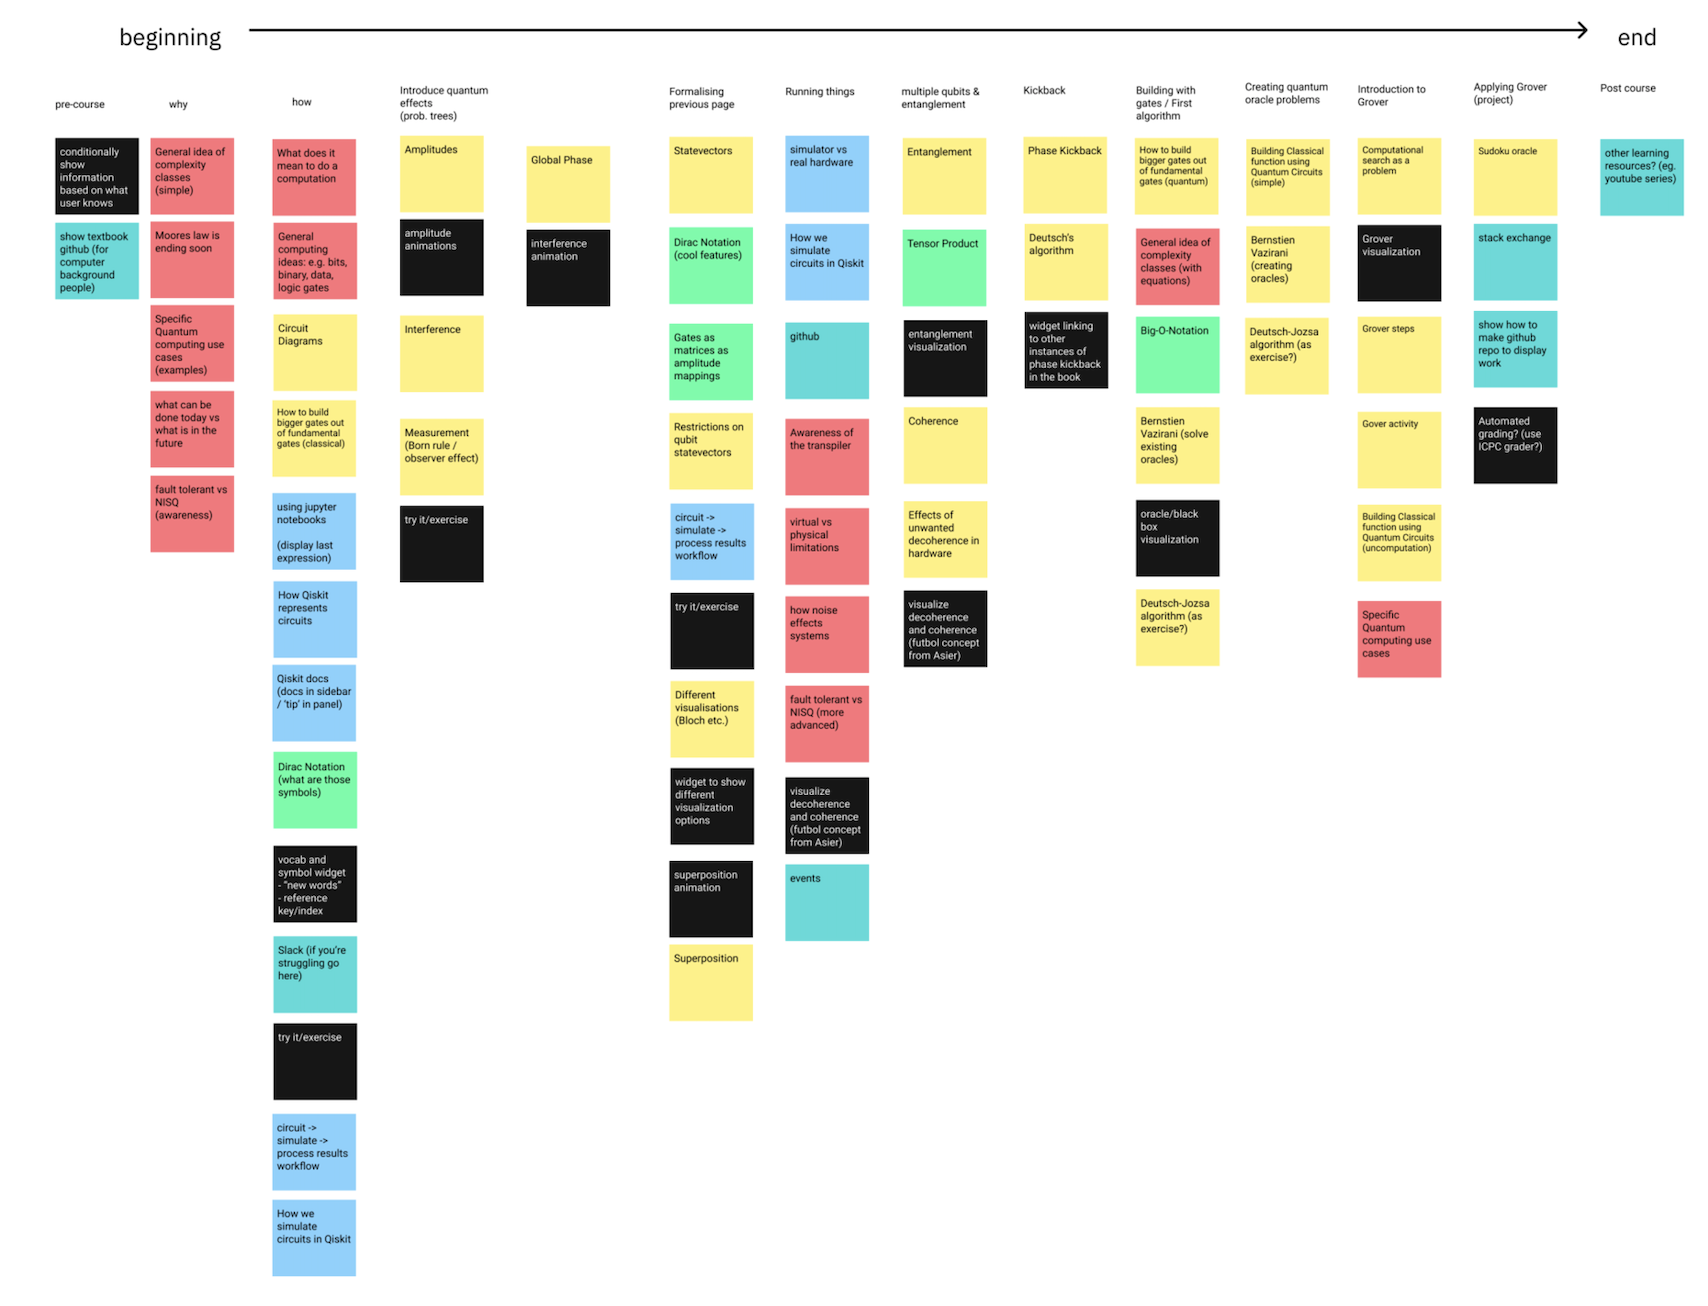 beginning
end
pre-course
conditionally
show
information
based on what
user knows
show textbook
github (for
computer
background
people)
why
General idea of
complexity
classes
(simple)
Moores law is
ending soon
Specific
Quantum
computing use
cases
(examples)
what can be
done today vs
what is in the
future
fault tolerant vs
NISQ
(awareness)
how
What does it
mean to do a
computation
General
computing
ideas: e.g. bits,
binary, data,
logic gates
Circuit
Diagrams
How to build
bigger gates out
of fundamental
gates (classical)
using jupyter
notebooks
(display last
expression)
How Qiskit
represents
circuits
Qiskit docs
(docs in sidebar
/ 'tip' in panel)
Dirac Notation
(what are those
symbols)
vocab and
symbol widget
- "new words"
- reference
key/index
Slack (if you're
struggling go
here)
try it/exercise
circuit ->
simulate ->
process results
workflow
How we
simulate
circuits in Qiskit
Introduce quantum
effects
(prob. trees)
Amplitudes
amplitude
animations
Interference
Measurement
(Born rule /
observer effect)
try it/exercise
Global Phase
interference
animation
Formalising
previous page
Statevectors
Dirac Notation
(cool features)
Gates as
matrices as
amplitude
mappings
Restrictions on
qubit
statevectors
circuit ->
simulate ->
process results
workflow
try it/exercise
Different
visualisations
(Bloch etc.)
widget to show
different
visualization
options
superposition
animation
Superposition
Running things
simulator vs
real hardware
How we
simulate
circuits in Qiskit
github
Awareness of
the transpiler
virtual vs
physical
limitations
how noise
effects
systems
fault tolerant vs
NISQ (more
advanced)
visualize
decoherence
and coherence
(futbol concept
from Asier)
events
multiple qubits &
entanglement
Entanglement
Tensor Product
entanglement
visualization
Coherence
Effects of
unwanted
decoherence in
hardware
visualize
decoherence
and coherence
(futbol concept
from Asier)
Kickback
Phase Kickback
Deutsch's
algorithm
widget linking
to other
instances of
phase kickback
in the book
Building with
gates / First
algorithm
How to build
bigger gates out
of fundamental
gates (quantum)
General idea of
complexity
classes (with
equations)
Big-O-Notation
Bernstien
Vazirani (solve
existing
oracles)
oracle/black
box
visualization
Deutsch-Jozsa
algorithm (as
exercise?)
Creating quantum
oracle problems
Building Classical
function using
Quantum Circuits
(simple)
Bernstien
Vazirani
(creating
oracles)
Deutsch-Jozsa
algorithm (as
exercise?)
Introduction to
Grover
Computational
search as a
problem
Grover
visualization
Grover steps
Gover activity
Building Classical
function using
Quantum Circuits
(uncomputation)
Specific
Quantum
computing use
cases
Applying Grover
(project)
Sudoku oracle
stack exchange
show how to
make github
repo to display
work
Automated
grading? (use
ICPC grader?)
Post course
other learning
resources? (eg.
youtube series)